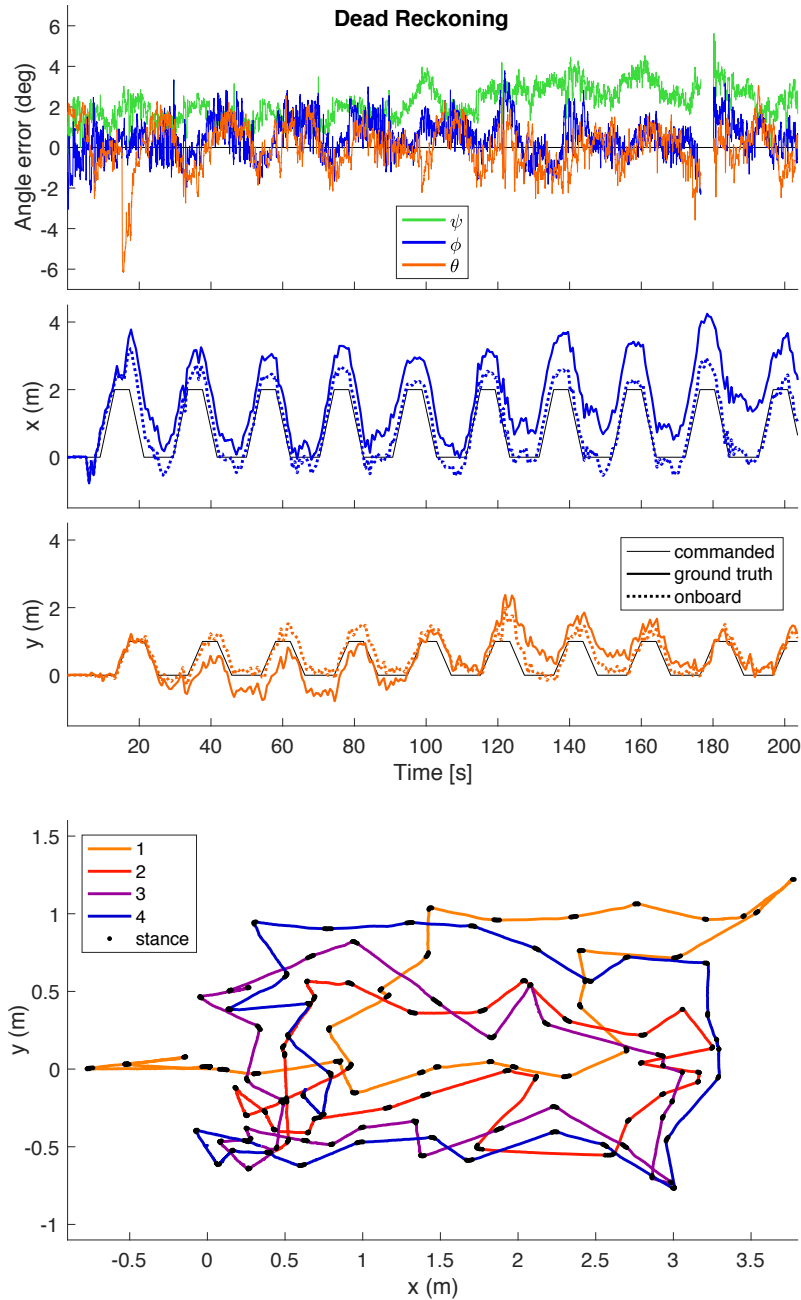 Dead Reckoning
Angle error (deg)
6
4
2
0
-2
-4
-6
ψ
ϕ
θ
x (m)
4
2
0
y (m)
4
2
0
commanded
ground truth
onboard
20 40 60 80 100 120 140 160 180 200
Time [s]
y (m)
1.5
1
0.5
0
-0.5
-1
1
2
3
4
stance
-0.5 0 0.5 1 1.5 2 2.5 3 3.5
x (m)